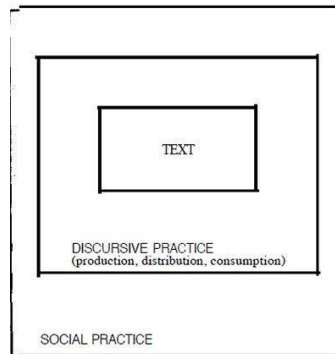 TEXT
DISCURSIVE PRACTICE
(production, distribution, consumption)
SOCIAL PRACTICE